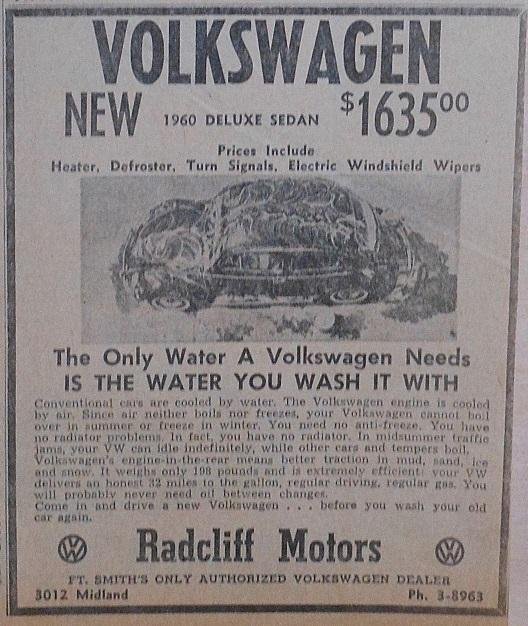 VOLKSWAGEN
NEW 1960 DELUXE SEDAN $163500
Prices Include
Heater, Defroster, Turn Signals, Electric Windshield Wipers
The Only Water A Volkswagen Needs
IS THE WATER YOU WASH IT WITH
Conventional cars are cooled by water. The Volkswagen engine is cooled
by air. Since air neither boils nor freezes, your Volkswagen cannot boil
over in summer or freeze in winter. You need no anti-freeze. You have
no radiator problems. In fact, you have no radiator. In midsummer traffic
jams, your VW can idle indefinitely, while other cars and tempers boil.
Volkswagen's engine-in-the-rear means better traction in mud, sand, ice
and snow. It weighs only 198 pounds and is extremely efficient: your VW
delivers an honest 32 miles to the gallon, regular driving, regular gas. You
will probably never need oil between changes.
Come in and drive a new Volkswagen . . . before you wash your old
car again.
VW Radcliff Motors VW
FT. SMITH'S ONLY AUTHORIZED VOLKSWAGEN DEALER
3012 Midland Ph. 3-8963